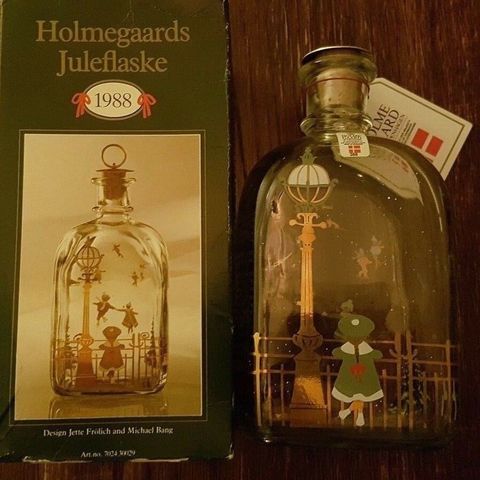 Holmegaards
Juleflaske
1988
Design Jette Frölich and Michael Bang
Art.no. 7024 30029